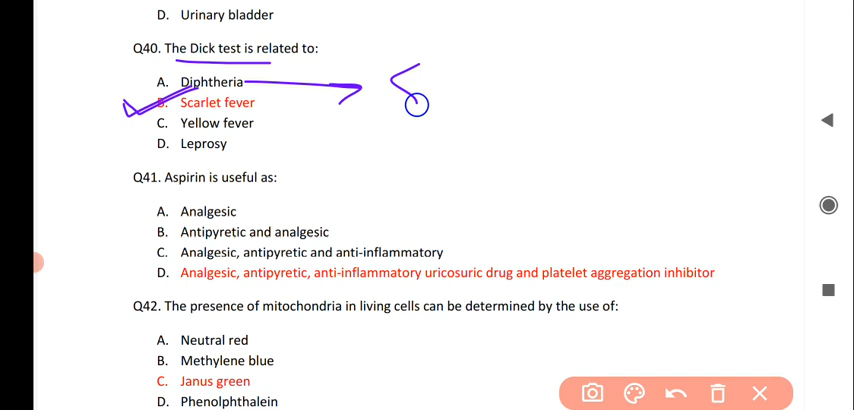 D. Urinary bladder
Q40. The Dick test is related to:
A. Diphtheria
B. Scarlet fever
C. Yellow fever
D. Leprosy
Q41. Aspirin is useful as:
A. Analgesic
B. Antipyretic and analgesic
C. Analgesic, antipyretic and anti-inflammatory
D. Analgesic, antipyretic, anti-inflammatory uricosuric drug and platelet aggregation inhibitor
Q42. The presence of mitochondria in living cells can be determined by the use of:
A. Neutral red
B. Methylene blue
C. Janus green
D. Phenolphthalein